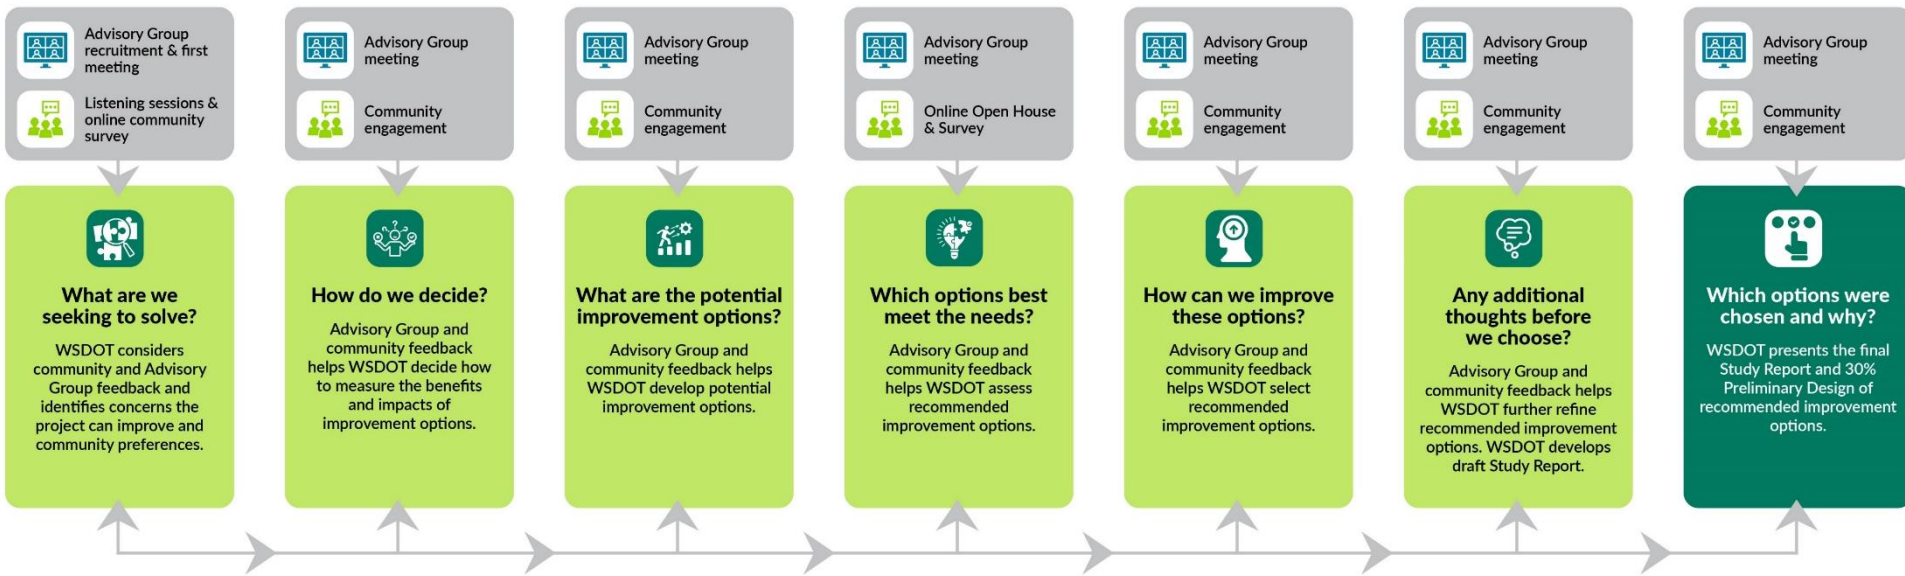 Advisory Group
recruitment & first
meeting
Listening sessions &
online community
survey
Advisory Group
meeting
Community
engagement
Advisory Group
meeting
Community
engagement
Advisory Group
meeting
Online Open House
& Survey
Advisory Group
meeting
Community
engagement
Advisory Group
meeting
Community
engagement
Advisory Group
meeting
Community
engagement
What are we
seeking to solve?
WSDOT considers
community and Advisory
Group feedback and
identifies concerns the
project can improve and
community preferences.
How do we decide?
Advisory Group and
community feedback
helps WSDOT decide how
to measure the benefits
and impacts of
improvement options.
What are the potential
improvement options?
Advisory Group and
community feedback helps
WSDOT develop potential
improvement options.
Which options best
meet the needs?
Advisory Group and
community feedback
helps WSDOT assess
recommended
improvement options.
How can we improve
these options?
Advisory Group and
community feedback
helps WSDOT select
recommended
improvement options.
Any additional
thoughts before
we choose?
Advisory Group and
community feedback helps
WSDOT further refine
recommended improvement
options. WSDOT develops
draft Study Report.
Which options were
chosen and why?
WSDOT presents the final
Study Report and 30%
Preliminary Design of
recommended improvement
options.